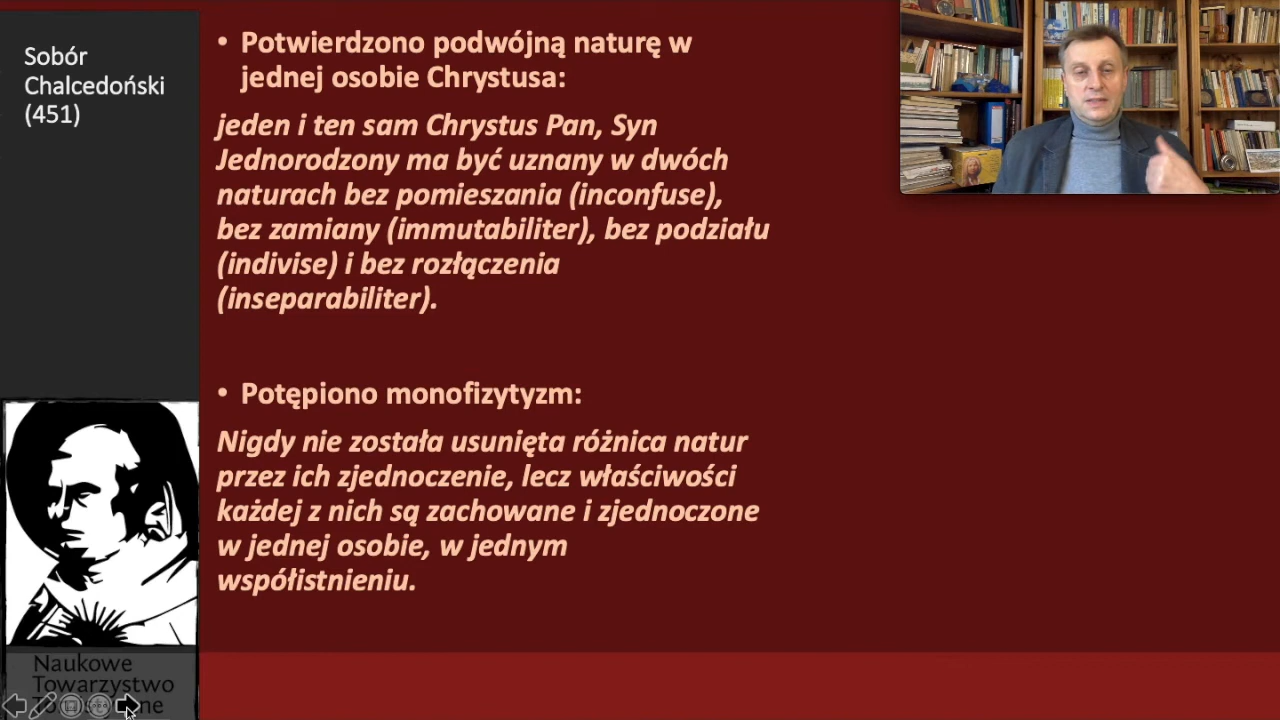 Sobór
Chalcedoński
(451)
• Potwierdzono podwójną naturę w
jednej osobie Chrystusa:
jeden i ten sam Chrystus Pan, Syn
Jednorodzony ma być uznany w dwóch
naturach bez pomieszania (inconfuse),
bez zamiany (immutabiliter), bez podziału
(indivise) i bez rozłączenia
(inseparabiliter).
• Potępiono monofizytyzm:
Nigdy nie została usunięta różnica natur
przez ich zjednoczenie, lecz właściwości
każdej z nich są zachowane i zjednoczone
w jednej osobie, w jednym
współistnieniu.
Naukowe
Towarzystwo